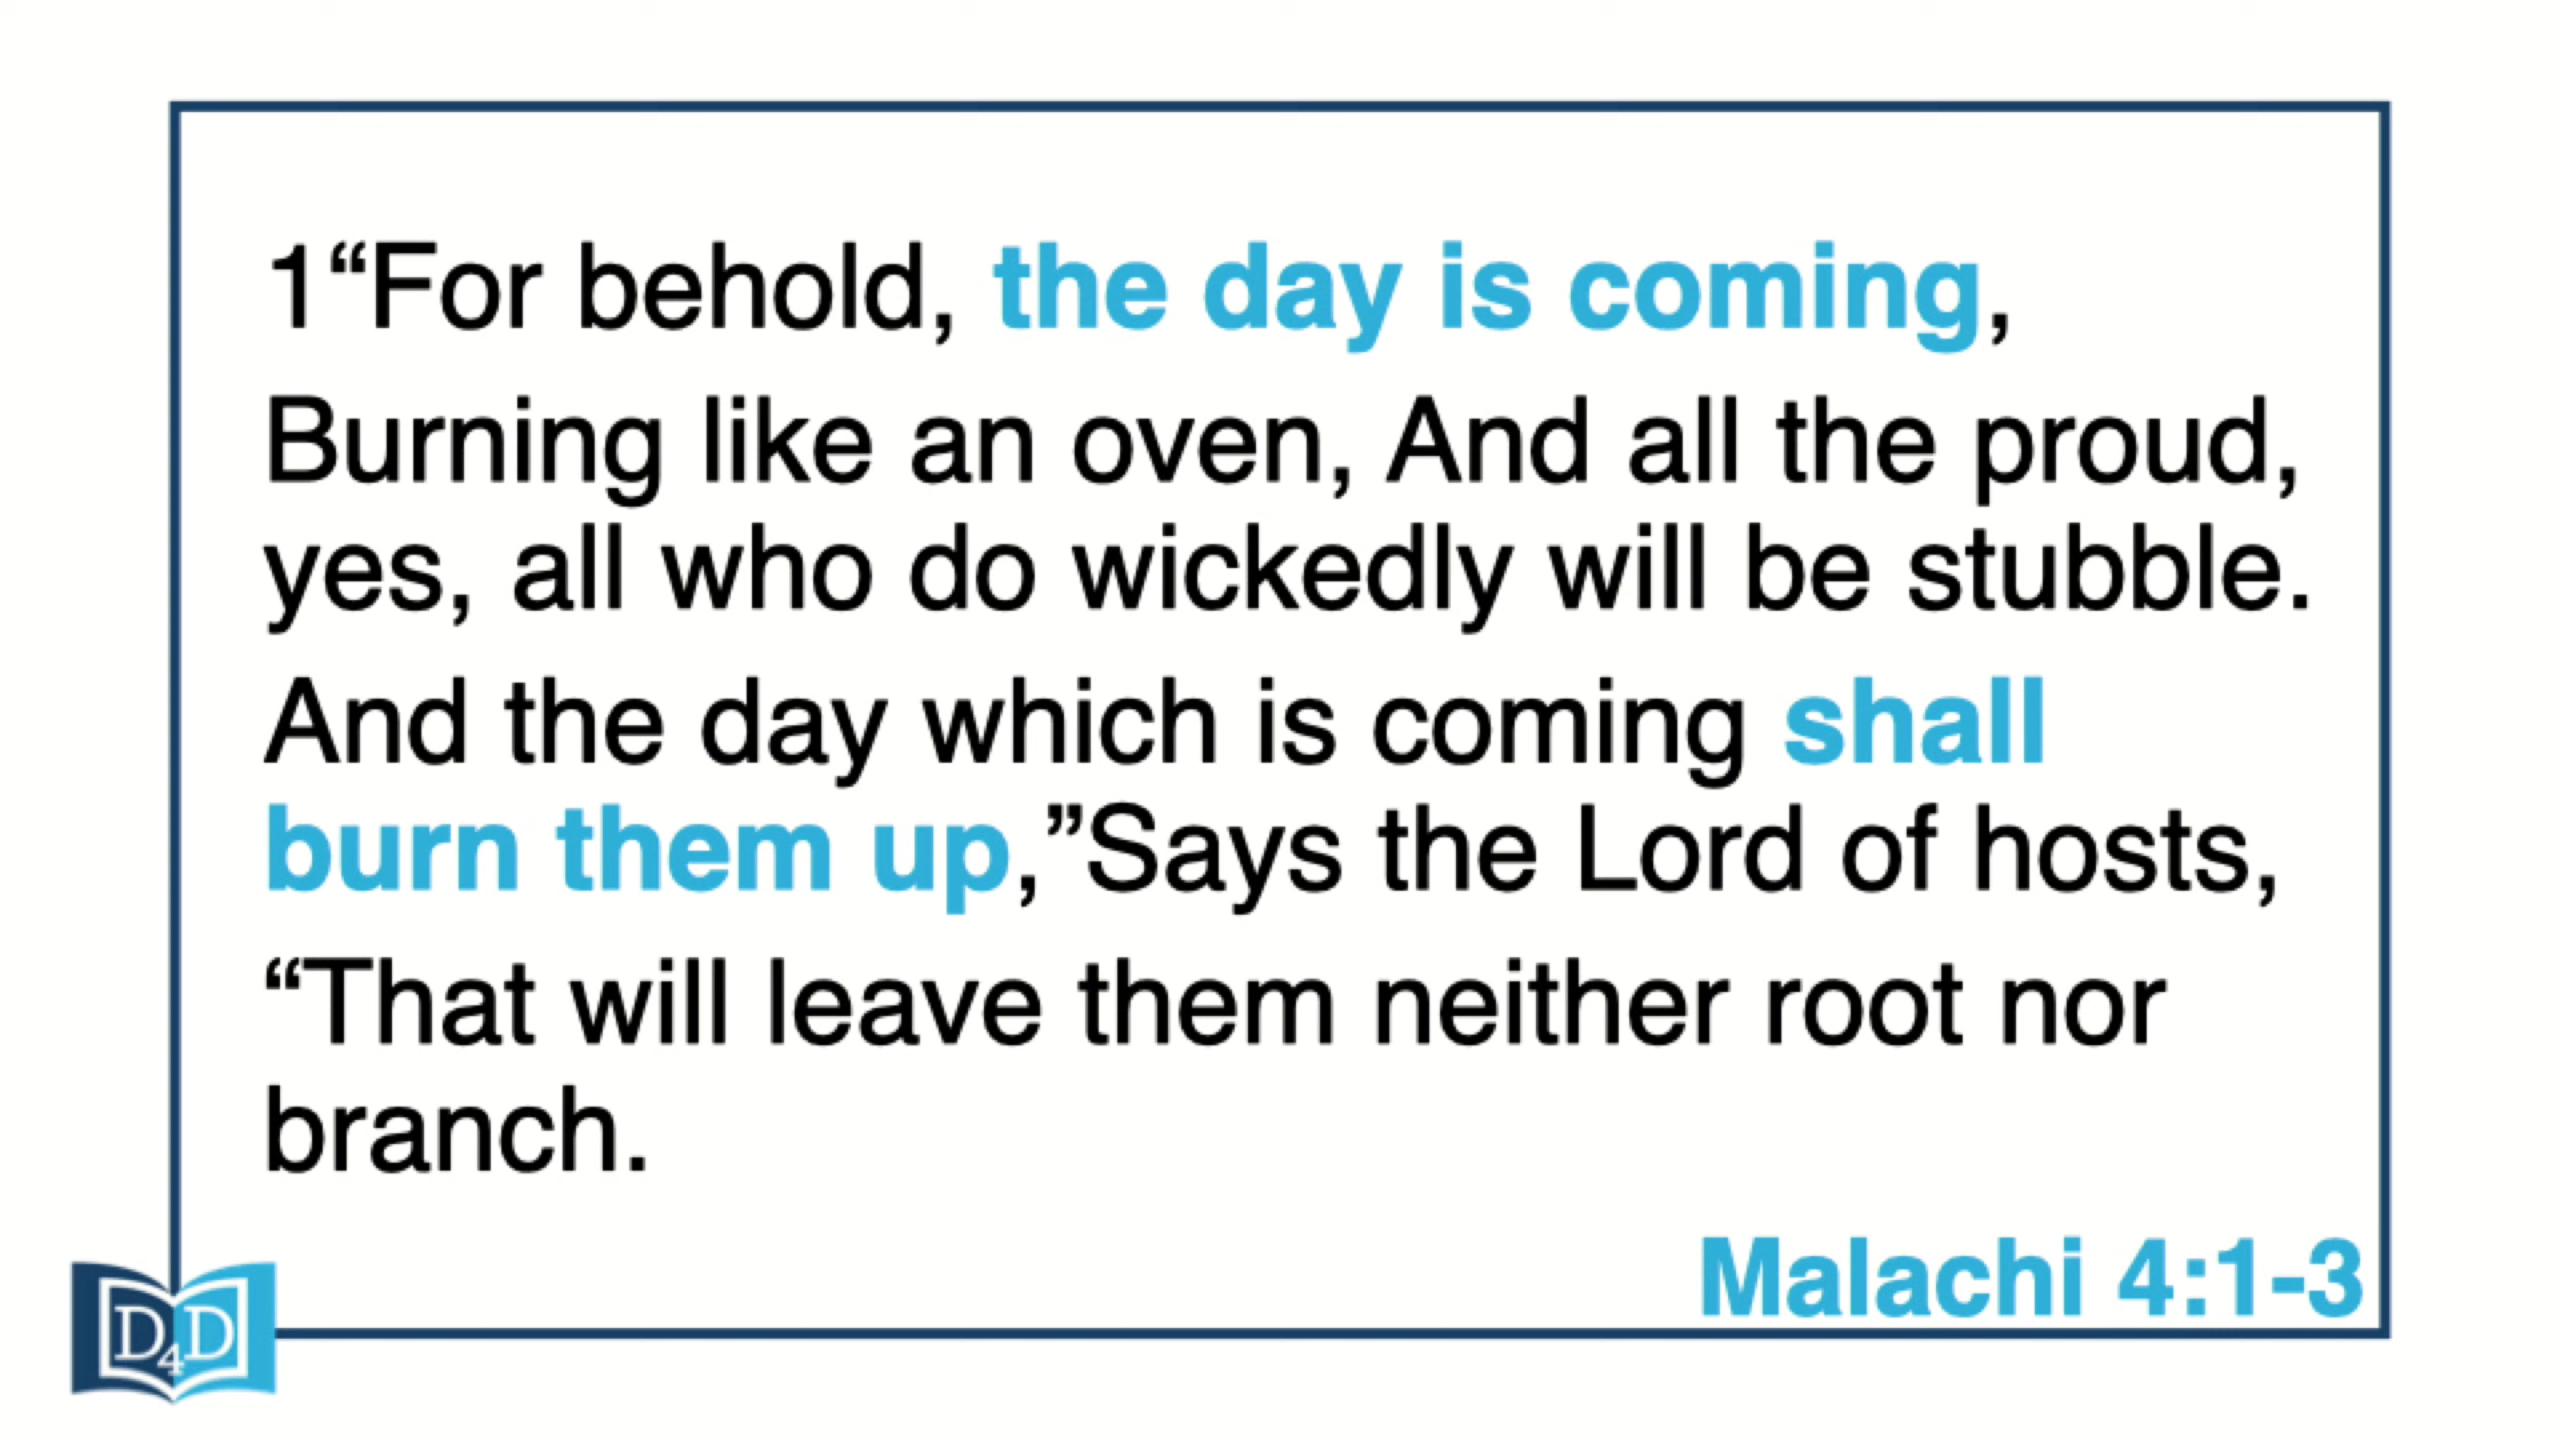 1“For behold, the day is coming,
Burning like an oven, And all the proud,
yes, all who do wickedly will be stubble.
And the day which is coming shall
burn them up,”Says the Lord of hosts,
“That will leave them neither root nor
branch.
Malachi 4:1-3
D4D